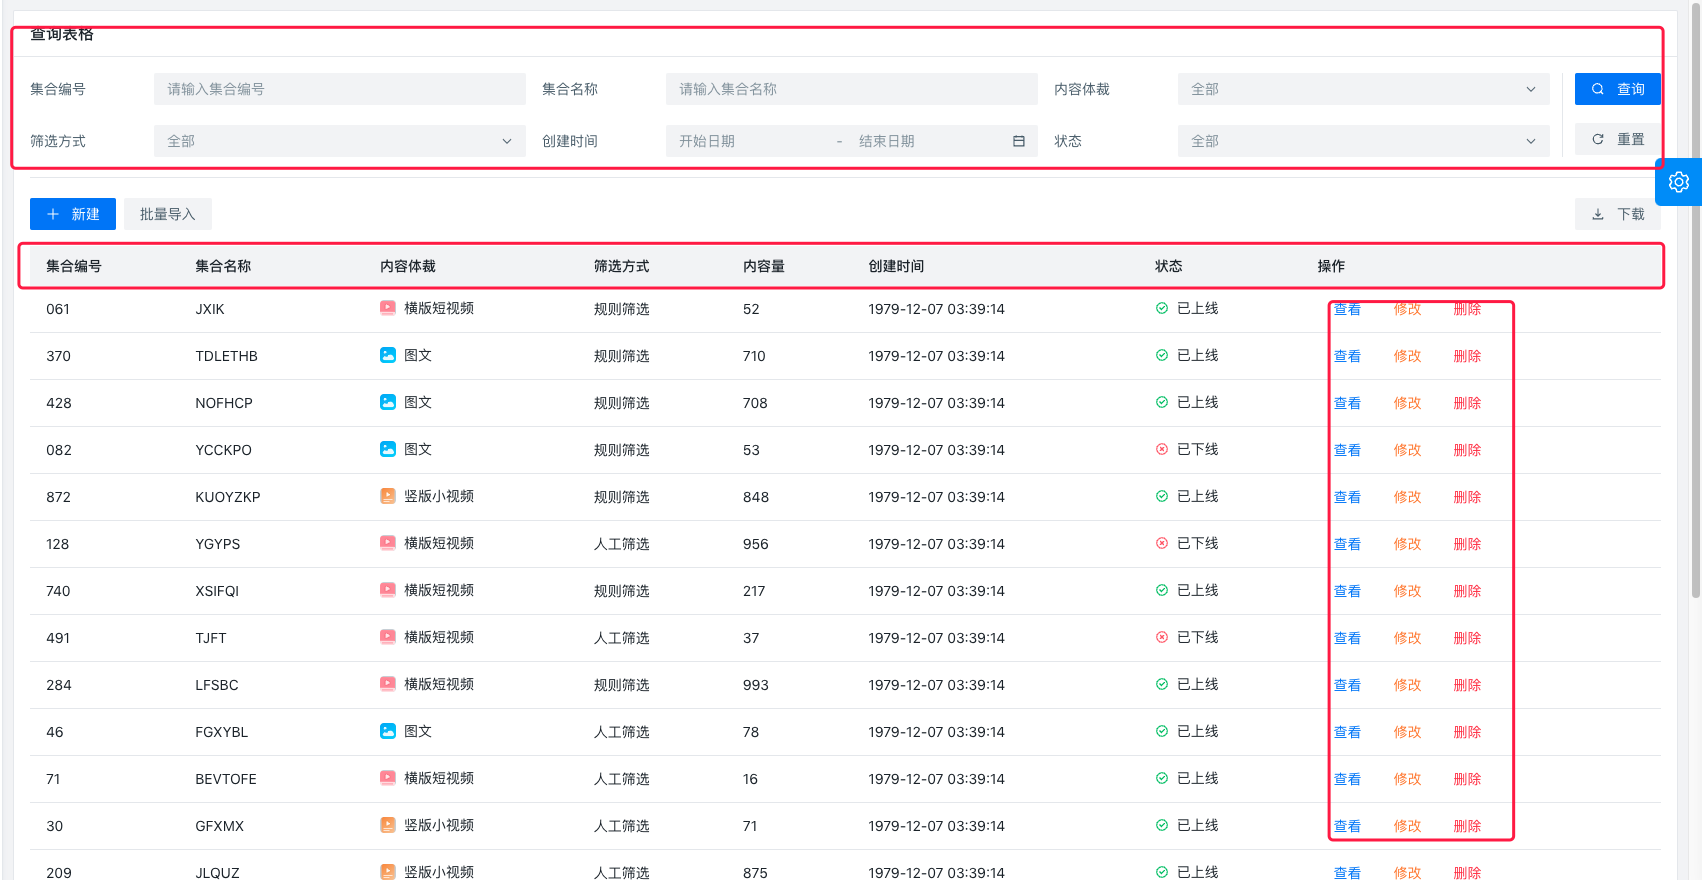 查询表格
集合编号 请输入集合编号 集合名称 请输入集合名称 内容体裁 全部 查询
筛选方式 全部 创建时间 开始日期 - 结束日期 状态 全部 重置
新建 批量导入 下载
集合编号 集合名称 内容体裁 筛选方式 内容量 创建时间 状态 操作
061 JXIK 横版短视频 规则筛选 52 1979-12-07 03:39:14 已上线 查看 修改 删除
370 TDLETHB 图文 规则筛选 710 1979-12-07 03:39:14 已上线 查看 修改 删除
428 NOFHCP 图文 规则筛选 708 1979-12-07 03:39:14 已上线 查看 修改 删除
082 YCCKPO 图文 规则筛选 53 1979-12-07 03:39:14 已下线 查看 修改 删除
872 KUOYZKP 竖版小视频 规则筛选 848 1979-12-07 03:39:14 已上线 查看 修改 删除
128 YGYPS 横版短视频 人工筛选 956 1979-12-07 03:39:14 已下线 查看 修改 删除
740 XSIFQI 横版短视频 规则筛选 217 1979-12-07 03:39:14 已上线 查看 修改 删除
491 TJFT 横版短视频 人工筛选 37 1979-12-07 03:39:14 已下线 查看 修改 删除
284 LFSBC 横版短视频 规则筛选 993 1979-12-07 03:39:14 已上线 查看 修改 删除
46 FGXYBL 图文 人工筛选 78 1979-12-07 03:39:14 已上线 查看 修改 删除
71 BEVTOFE 横版短视频 人工筛选 16 1979-12-07 03:39:14 已上线 查看 修改 删除
30 GFXMX 竖版小视频 人工筛选 71 1979-12-07 03:39:14 已上线 查看 修改 删除
209 JLQUZ 竖版小视频 人工筛选 875 1979-12-07 03:39:14 已上线 查看 修改 删除